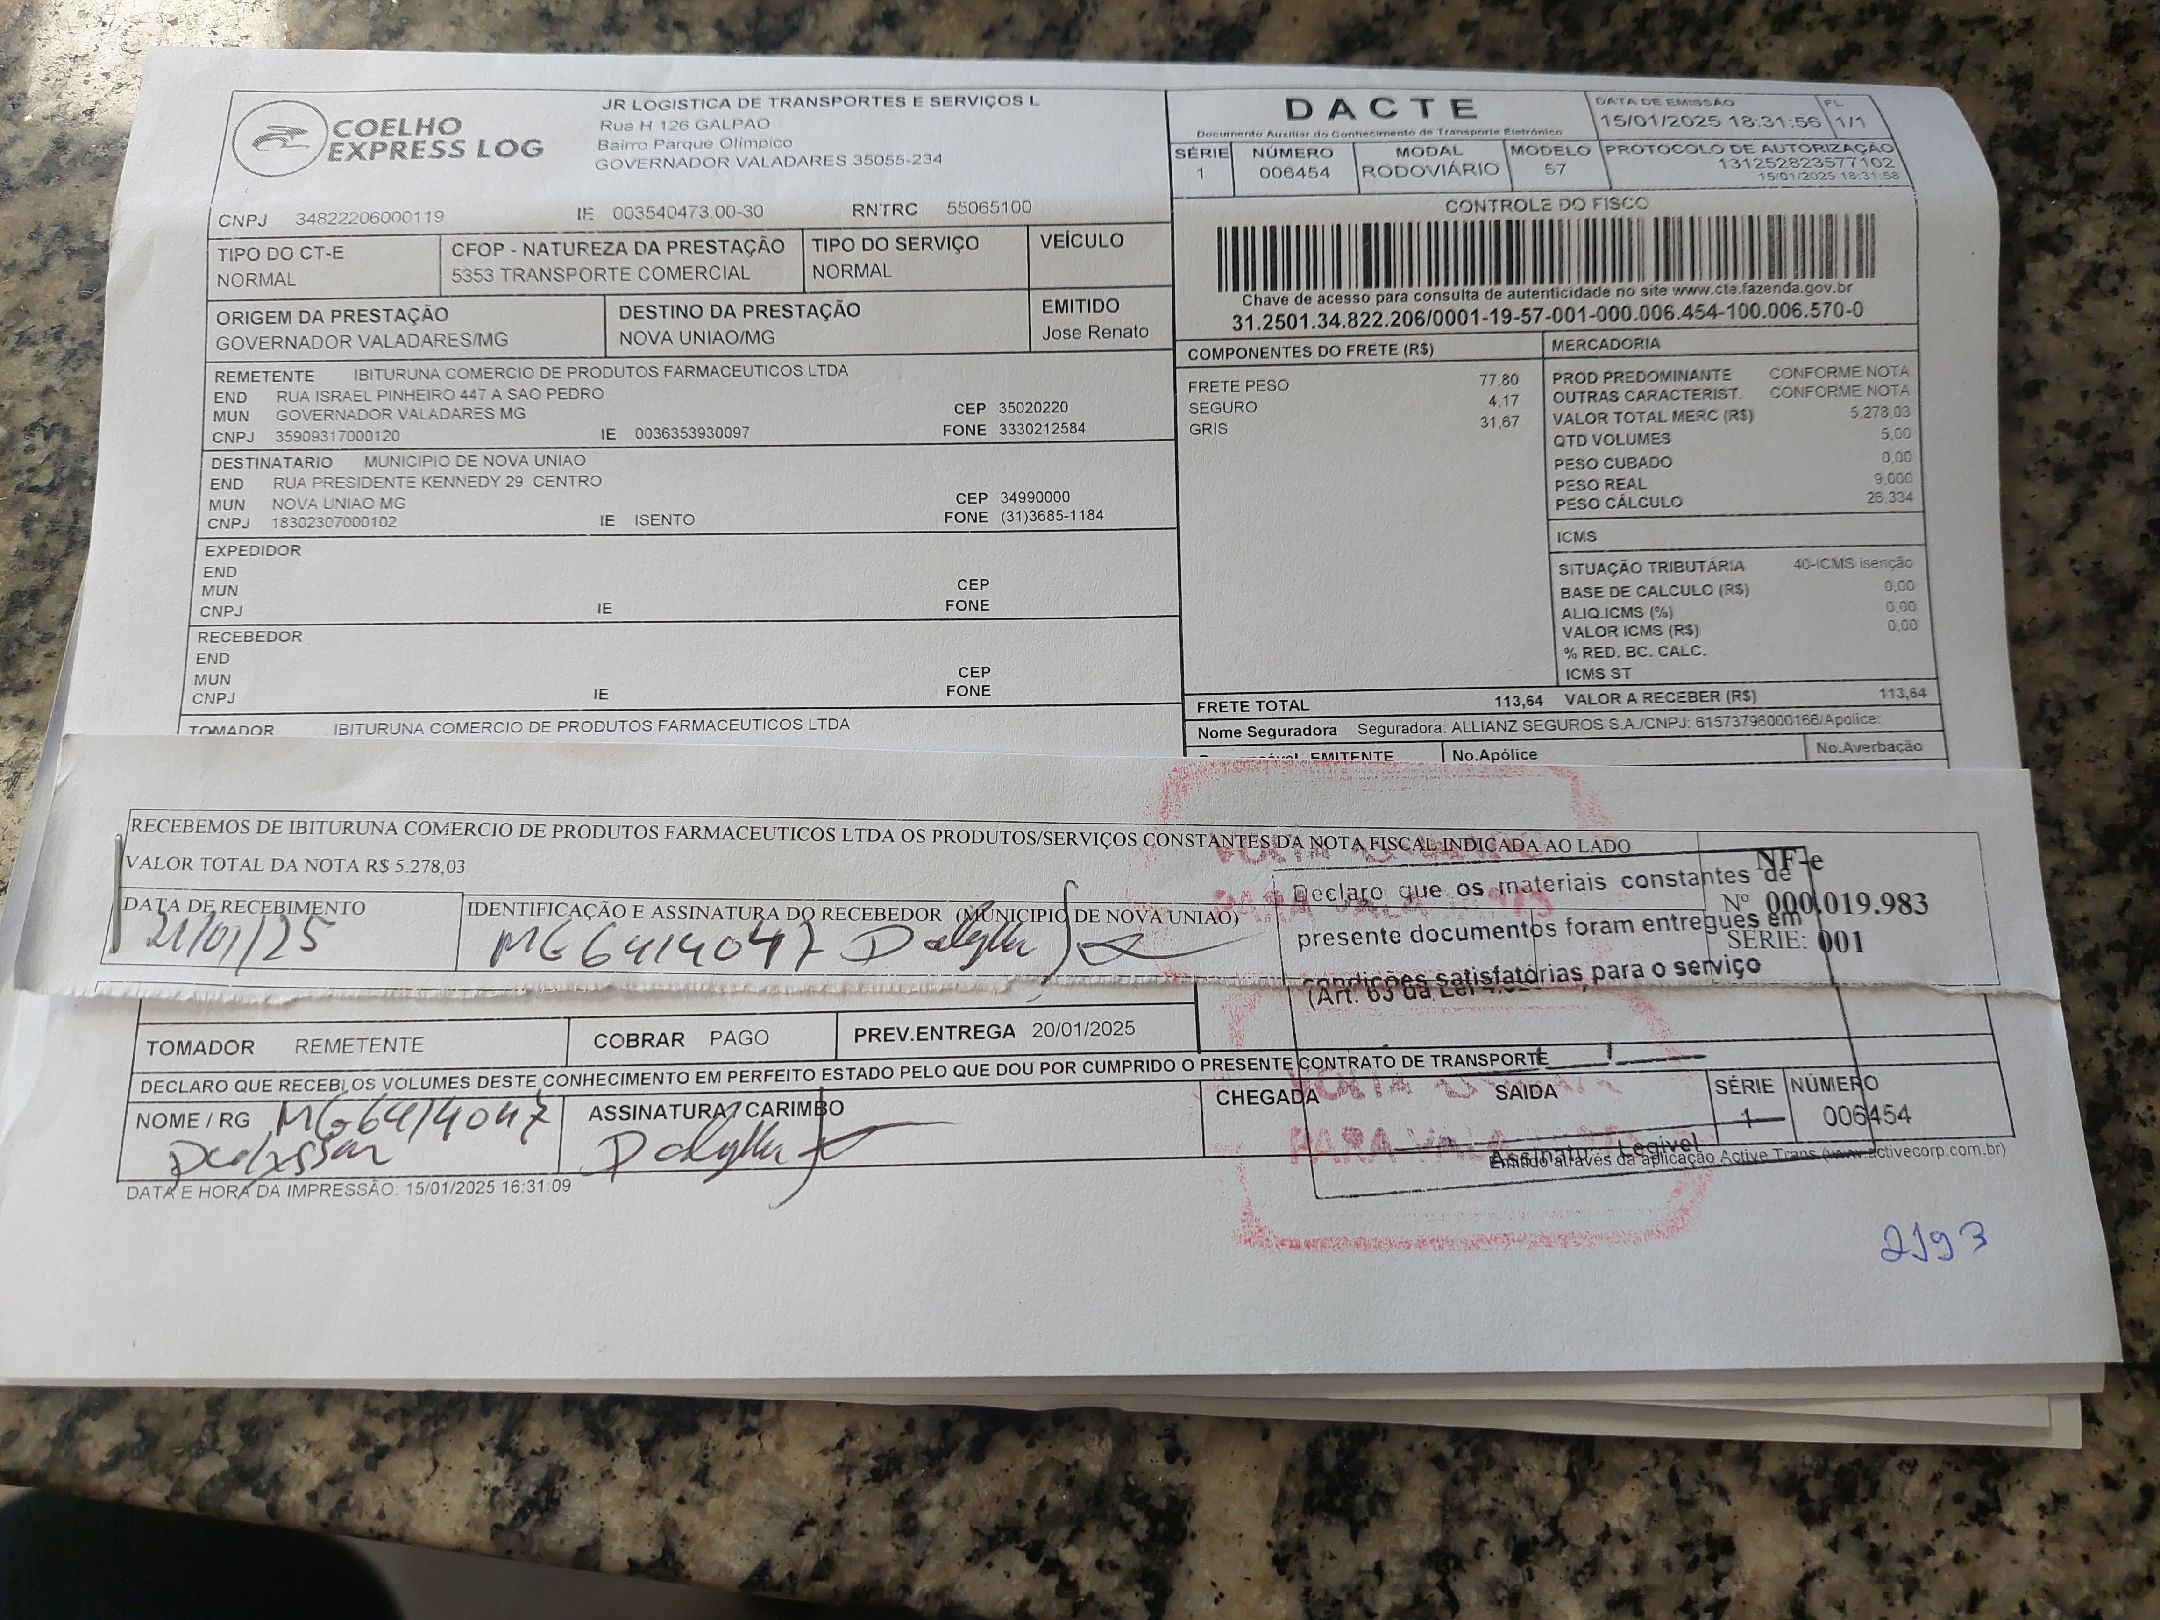 COELHO
EXPRESS LOG
JR LOGISTICA DE TRANSPORTES E SERVIÇOS L
Rua H 126 GALPAO
Bairro Parque Olímpico
GOVERNADOR VALADARES 35055-234
CNPJ 34822206000119 IE 003540473.00-30 RNTRC 55065100
DACTE
Documento Auxiliar do Conhecimento de Transporte Eletrônico
DATA DE EMISSÃO FL
15/01/2025 18:31:56 1/1
SÉRIE NÚMERO MODAL MODELO PROTOCOLO DE AUTORIZAÇÃO
1 006454 RODOVIÁRIO 57 131252823577102
15/01/2025 18:31:58
CONTROLE DO FISCO
Chave de acesso para consulta de autenticidade no site www.cte.fazenda.gov.br
31.2501.34.822.206/0001-19-57-001-000.006.454-100.006.570-0
TIPO DO CT-E CFOP - NATUREZA DA PRESTAÇÃO TIPO DO SERVIÇO VEÍCULO
NORMAL 5353 TRANSPORTE COMERCIAL NORMAL
ORIGEM DA PRESTAÇÃO DESTINO DA PRESTAÇÃO EMITIDO
GOVERNADOR VALADARES/MG NOVA UNIAO/MG Jose Renato
REMETENTE IBITURUNA COMERCIO DE PRODUTOS FARMACEUTICOS LTDA
END RUA ISRAEL PINHEIRO 447 A SAO PEDRO
MUN GOVERNADOR VALADARES MG CEP 35020220
CNPJ 35909317000120 IE 0036353930097 FONE 3330212584
DESTINATARIO MUNICIPIO DE NOVA UNIAO
END RUA PRESIDENTE KENNEDY 29 CENTRO
MUN NOVA UNIAO MG CEP 34990000
CNPJ 18302307000102 IE ISENTO FONE (31)3685-1184
EXPEDIDOR
END
MUN CEP
CNPJ IE FONE
RECEBEDOR
END
MUN CEP
CNPJ IE FONE
TOMADOR IBITURUNA COMERCIO DE PRODUTOS FARMACEUTICOS LTDA
COMPONENTES DO FRETE (R$)
FRETE PESO 77,80
SEGURO 4,17
GRIS 31,67
MERCADORIA
PROD PREDOMINANTE CONFORME NOTA
OUTRAS CARACTERIST. CONFORME NOTA
VALOR TOTAL MERC (R$) 5.278,03
QTD VOLUMES 5,00
PESO CUBADO 0,00
PESO REAL 9,000
PESO CÁLCULO 26,334
ICMS
SITUAÇÃO TRIBUTÁRIA 40-ICMS isenção
BASE DE CALCULO (R$) 0,00
ALIQ.ICMS (%) 0,00
VALOR ICMS (R$) 0,00
% RED. BC. CALC.
ICMS ST
FRETE TOTAL 113,64 VALOR A RECEBER (R$) 113,64
Nome Seguradora Seguradora: ALLIANZ SEGUROS S.A./CNPJ: 61573796000166/Apolice:
EMITENTE No.Apólice No.Averbação
RECEBEMOS DE IBITURUNA COMERCIO DE PRODUTOS FARMACEUTICOS LTDA OS PRODUTOS/SERVIÇOS CONSTANTES DA NOTA FISCAL INDICADA AO LADO
VALOR TOTAL DA NOTA R$ 5.278,03
DATA DE RECEBIMENTO IDENTIFICAÇÃO E ASSINATURA DO RECEBEDOR (MUNICIPIO DE NOVA UNIAO)
21/01/25 MG6414047
NF-e
Nº 000.019.983
SÉRIE: 001
Declaro que os materiais constantes de
presente documentos foram entregues em
condições satisfatórias para o serviço
(Art. 63 da Lei
TOMADOR REMETENTE COBRAR PAGO PREV.ENTREGA 20/01/2025
DECLARO QUE RECEBI OS VOLUMES DESTE CONHECIMENTO EM PERFEITO ESTADO PELO QUE DOU POR CUMPRIDO O PRESENTE CONTRATO DE TRANSPORTE
NOME / RG MG6414047 ASSINATURA / CARIMBO CHEGADA SAIDA SÉRIE NÚMERO
1 006454
Legível
Emitido através da aplicação Active Trans (www.activecorp.com.br)
DATA E HORA DA IMPRESSÃO: 15/01/2025 16:31:09
2193